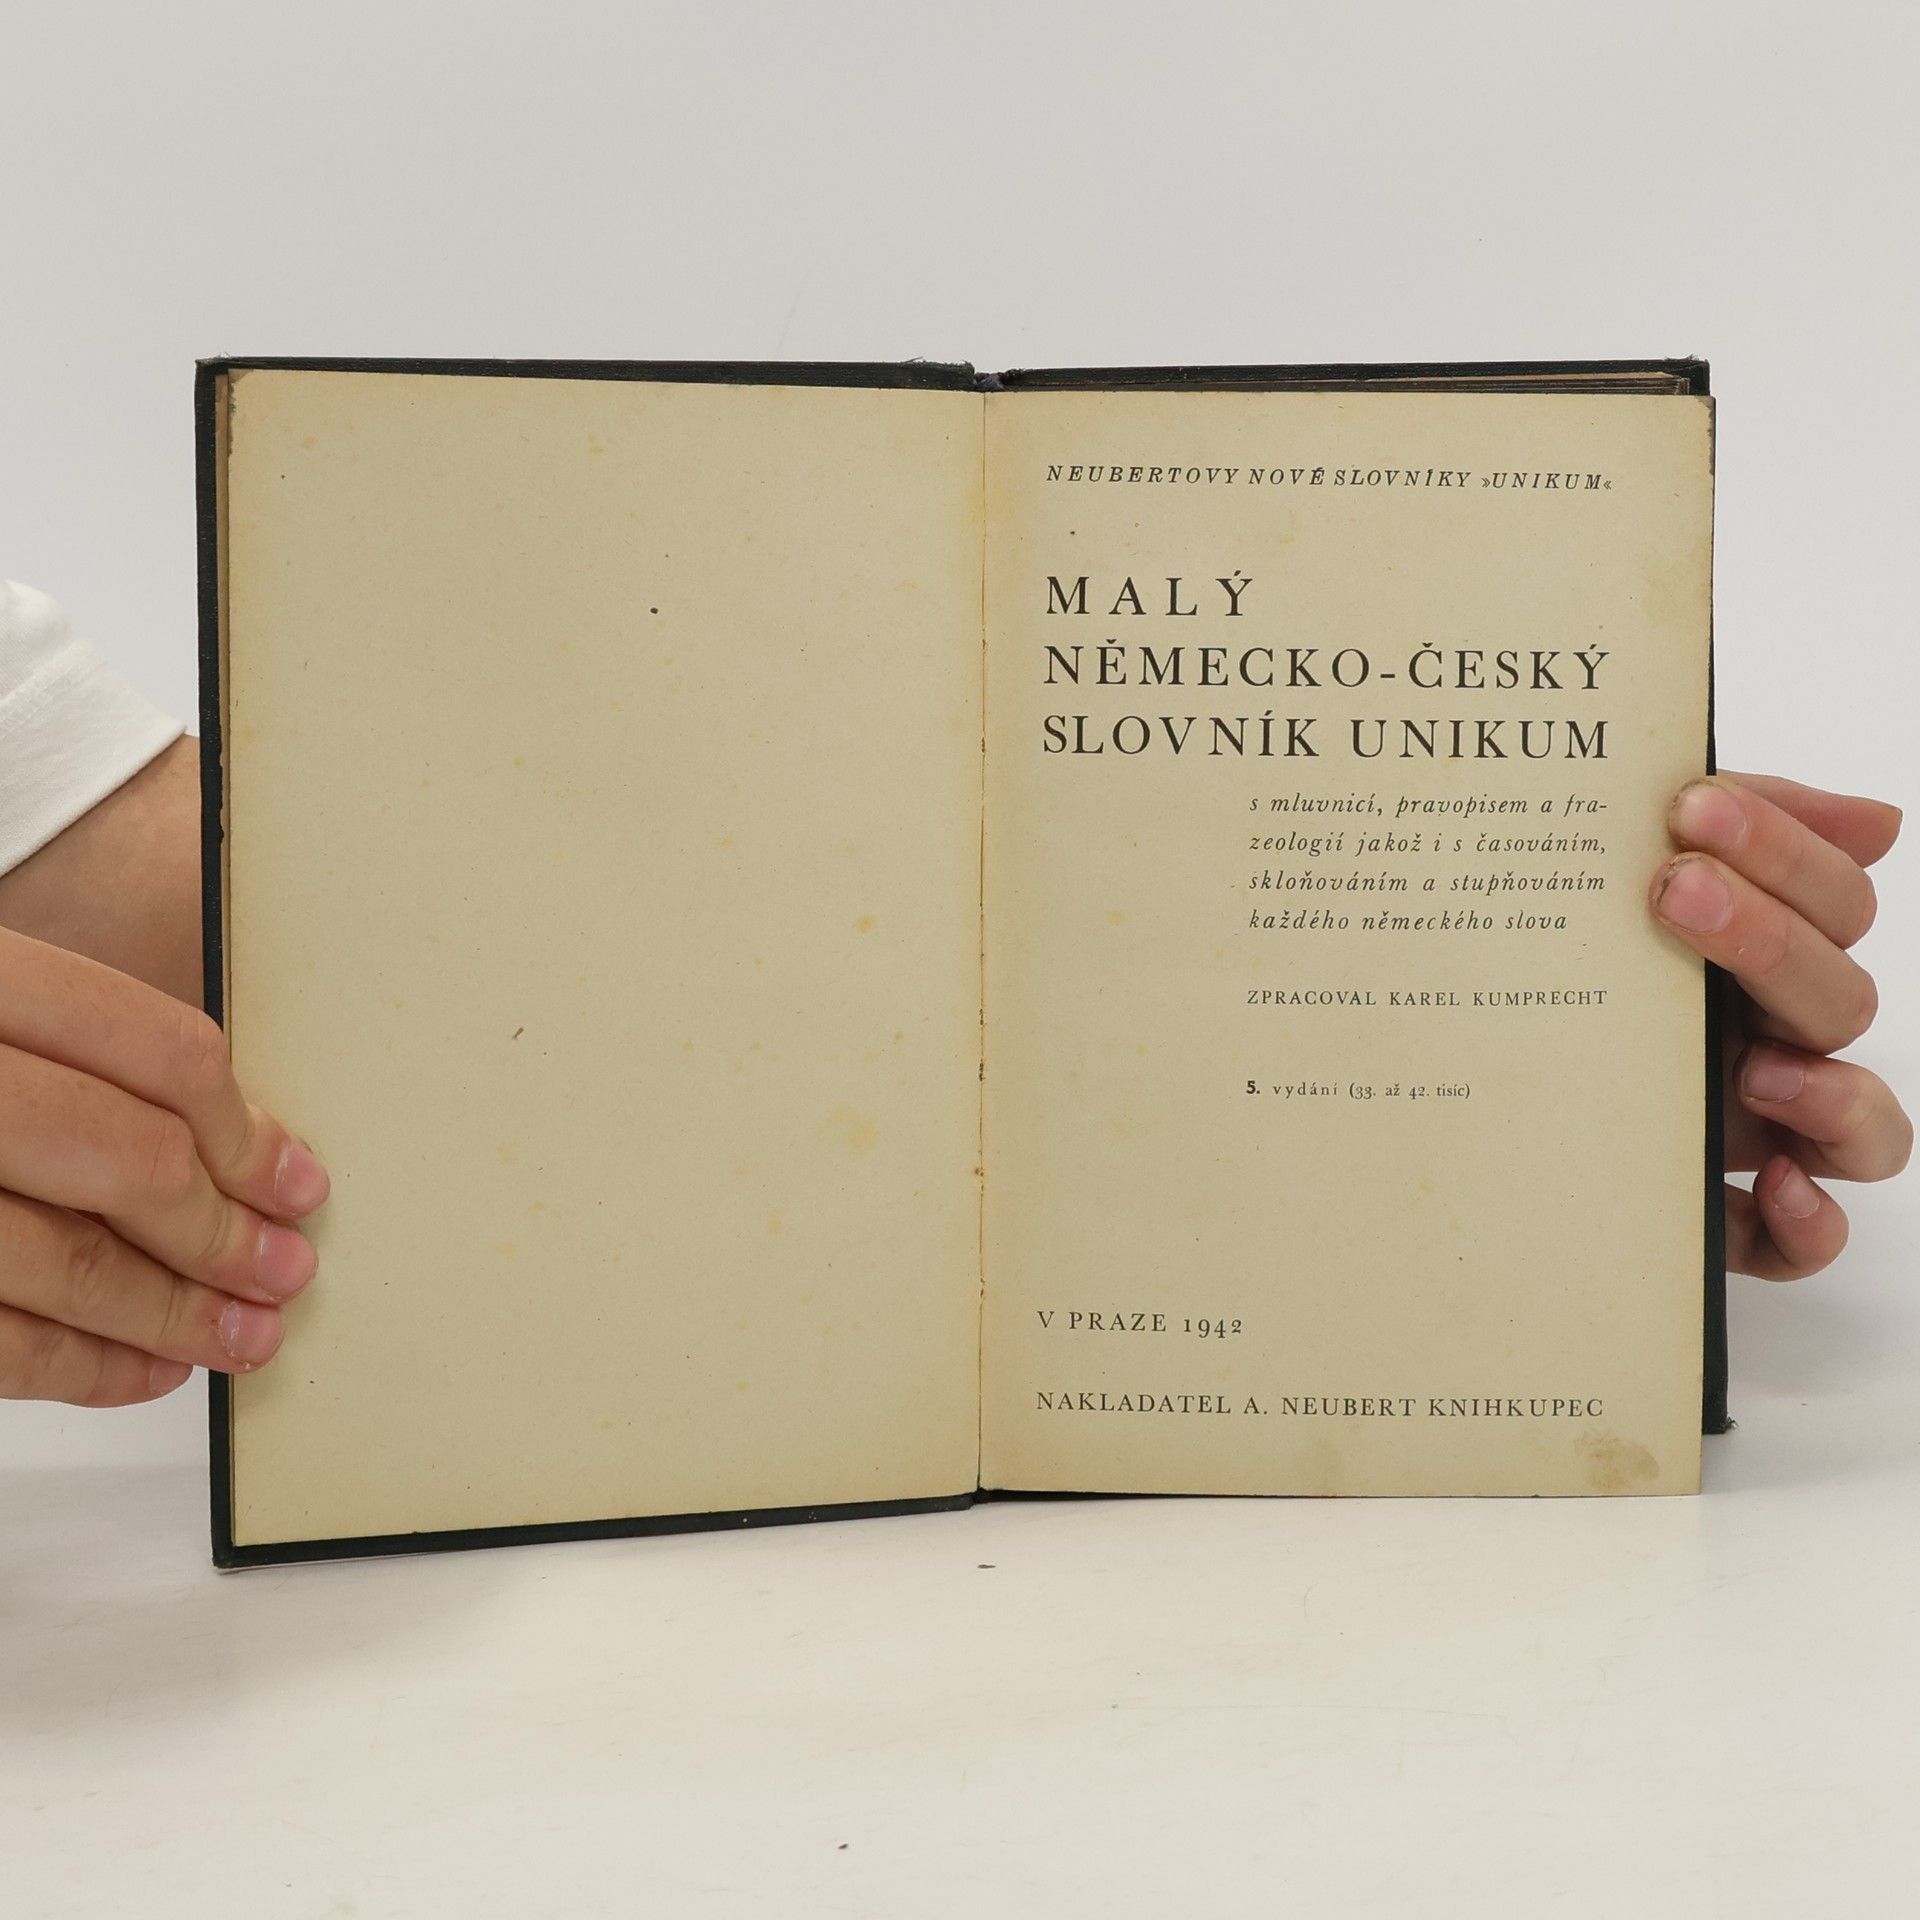 NEUBERTOVY NOVÉ SLOVNÍKY »UNIKUM«
MALÝ
NĚMECKO-ČESKÝ
SLOVNÍK UNIKUM
s mluvnicí, pravopisem a fra-
zeologií jakož i s časováním,
skloňováním a stupňováním
každého německého slova
ZPRACOVAL KAREL KUMPRECHT
5. vydání (33. až 42. tisíc)
V PRAZE 1942
NAKLADATEL A. NEUBERT KNIHKUPEC